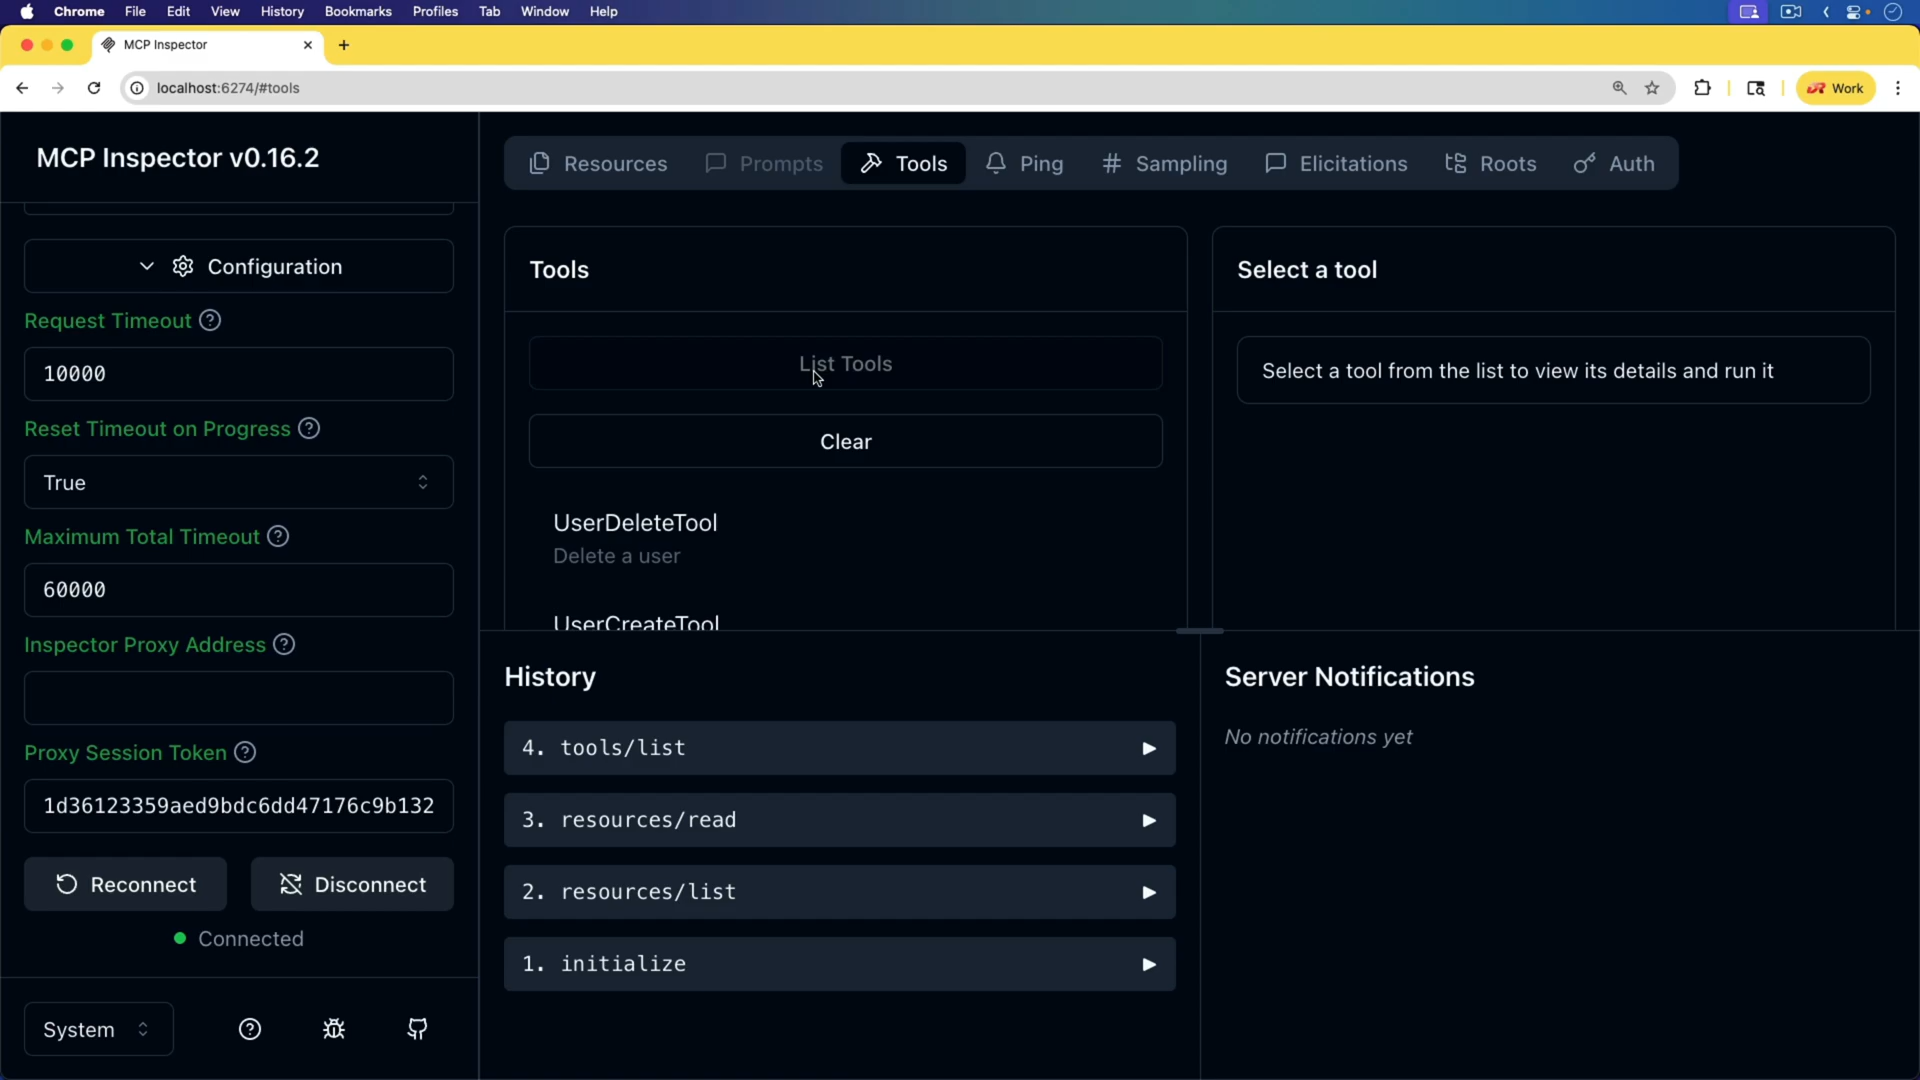 Chrome File Edit View History Bookmarks Profiles Tab Window Help
MCP Inspector
localhost:6274/#tools
Work
MCP Inspector v0.16.2
Configuration
Request Timeout
10000
Reset Timeout on Progress
True
Maximum Total Timeout
60000
Inspector Proxy Address
Proxy Session Token
1d36123359aed9bdc6dd47176c9b132
Reconnect Disconnect
Connected
System
Resources Prompts Tools Ping Sampling Elicitations Roots Auth
Tools
List Tools
Clear
UserDeleteTool
Delete a user
UserCreateTool
Select a tool
Select a tool from the list to view its details and run it
History
4. tools/list
3. resources/read
2. resources/list
1. initialize
Server Notifications
No notifications yet